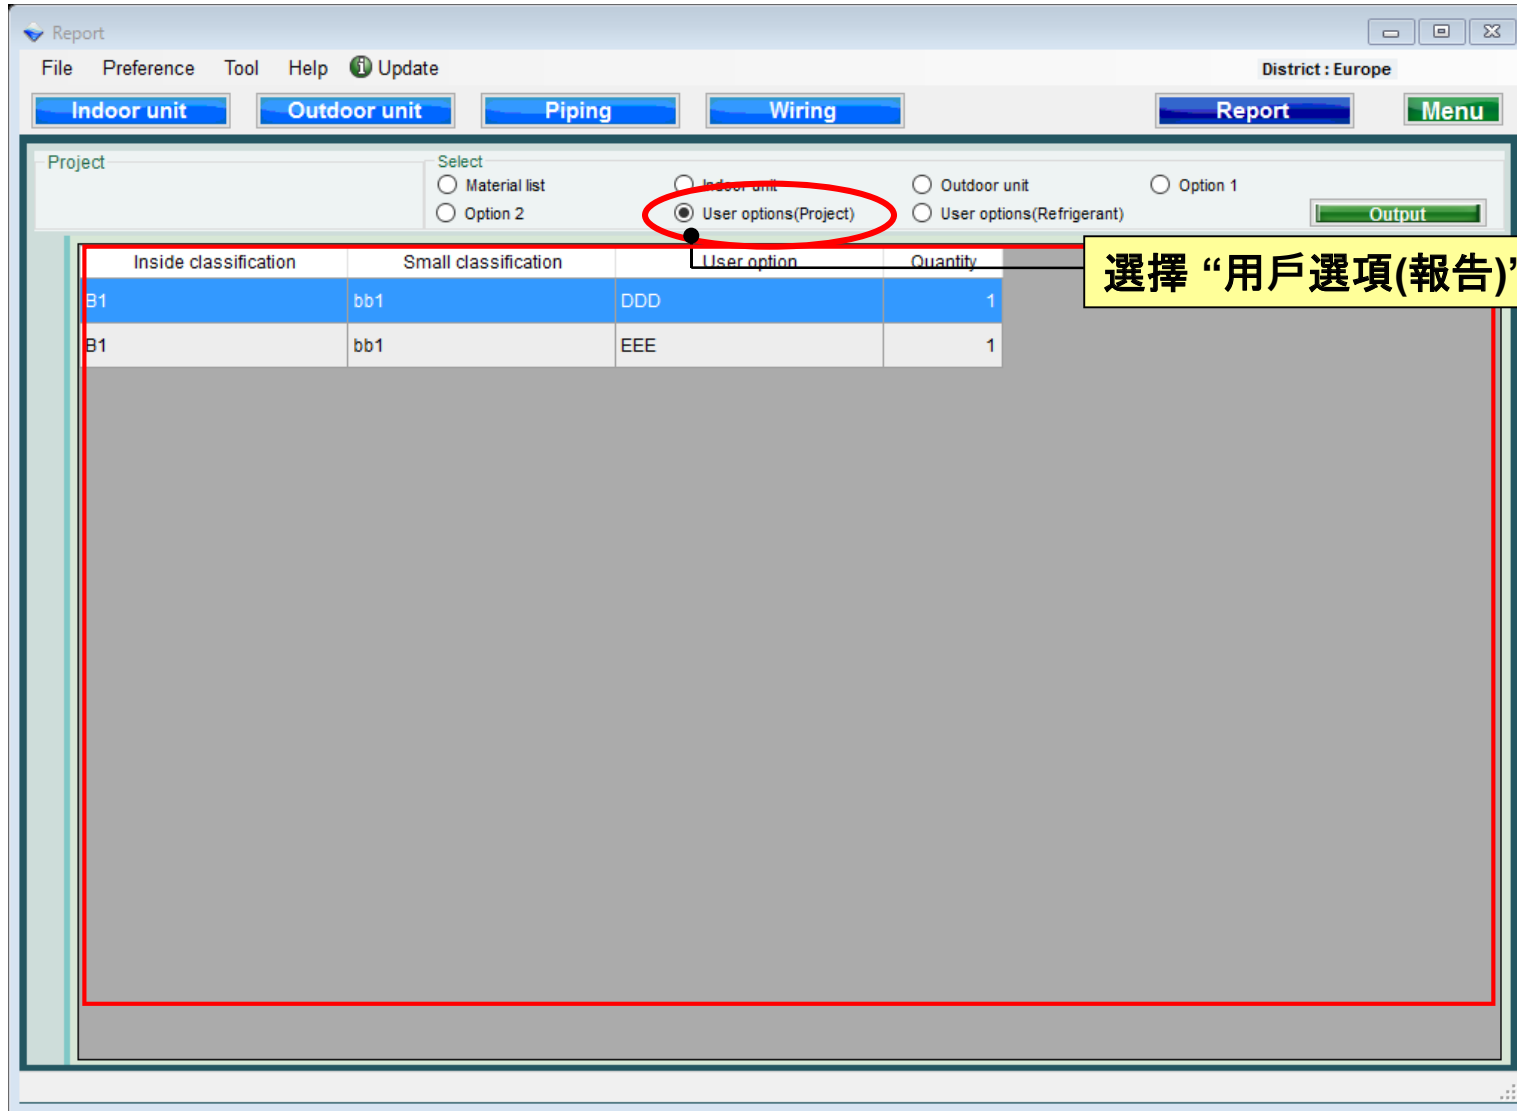 Report
File Preference Tool Help Update District : Europe
Indoor unit Outdoor unit Piping Wiring Report Menu
Project Select
Material list Indoor unit Outdoor unit Option 1
Option 2 User options(Project) User options(Refrigerant) Output
選擇 “用戶選項(報告)”
Inside classification Small classification User option Quantity
B1 bb1 DDD 1
B1 bb1 EEE 1